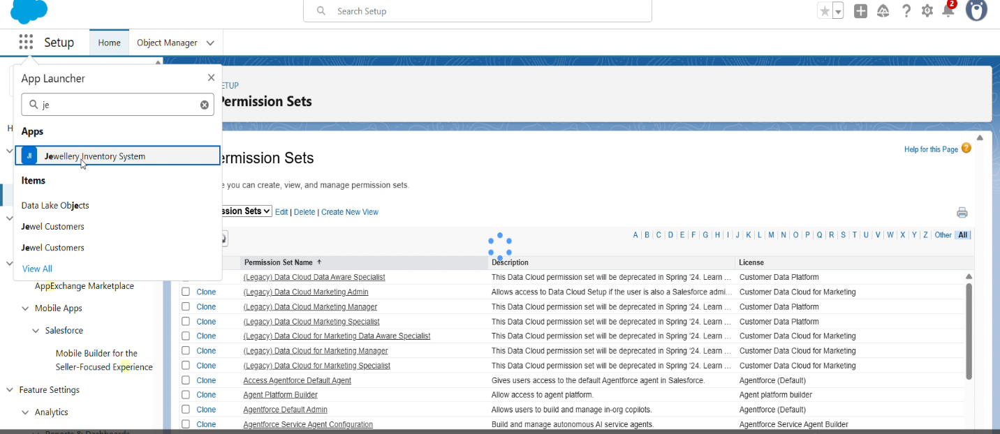 Search Setup
2
Setup
Home
Object Manager
App Launcher
je
Apps
JI
Jewellery Inventory System
Items
Data Lake Objects
Jewel Customers
Jewel Customers
View All
H
AppExchange Marketplace
Mobile Apps
Salesforce
Mobile Builder for the
Seller-Focused Experience
Feature Settings
Analytics
ETUP
Permission Sets
ermission Sets
Help for this Page ?
e you can create, view, and manage permission sets.
ssion Sets Edit | Delete | Create New View
A | B | C | D | E | F | G | H | I | J | K | L | M | N | O | P | Q | R | S | T | U | V | W | X | Y | Z | Other | All
Permission Set Name ↑ Description License
(Legacy) Data Cloud Data Aware Specialist This Data Cloud permission set will be deprecated in Spring '24. Learn ... Customer Data Platform
Clone (Legacy) Data Cloud Marketing Admin Allows access to Data Cloud Setup if the user is also a Salesforce admi... Customer Data Cloud for Marketing
Clone (Legacy) Data Cloud Marketing Manager This Data Cloud permission set will be deprecated in Spring '24. Learn ... Customer Data Platform
Clone (Legacy) Data Cloud Marketing Specialist This Data Cloud permission set will be deprecated in Spring '24. Learn ... Customer Data Platform
Clone (Legacy) Data Cloud for Marketing Data Aware Specialist This Data Cloud permission set will be deprecated in Spring '24. Learn ... Customer Data Cloud for Marketing
Clone (Legacy) Data Cloud for Marketing Manager This Data Cloud permission set will be deprecated in Spring '24. Learn ... Customer Data Cloud for Marketing
Clone (Legacy) Data Cloud for Marketing Specialist This Data Cloud permission set will be deprecated in Spring '24. Learn ... Customer Data Cloud for Marketing
Clone Access Agentforce Default Agent Gives users access to the default Agentforce agent in Salesforce. Agentforce (Default)
Clone Agent Platform Builder Allow access to agent platform. Agent platform builder
Clone Agentforce Default Admin Allows users to build and manage in-org copilots. Agentforce (Default)
Clone Agentforce Service Agent Configuration Build and manage autonomous AI service agents. Agentforce Service Agent Builder